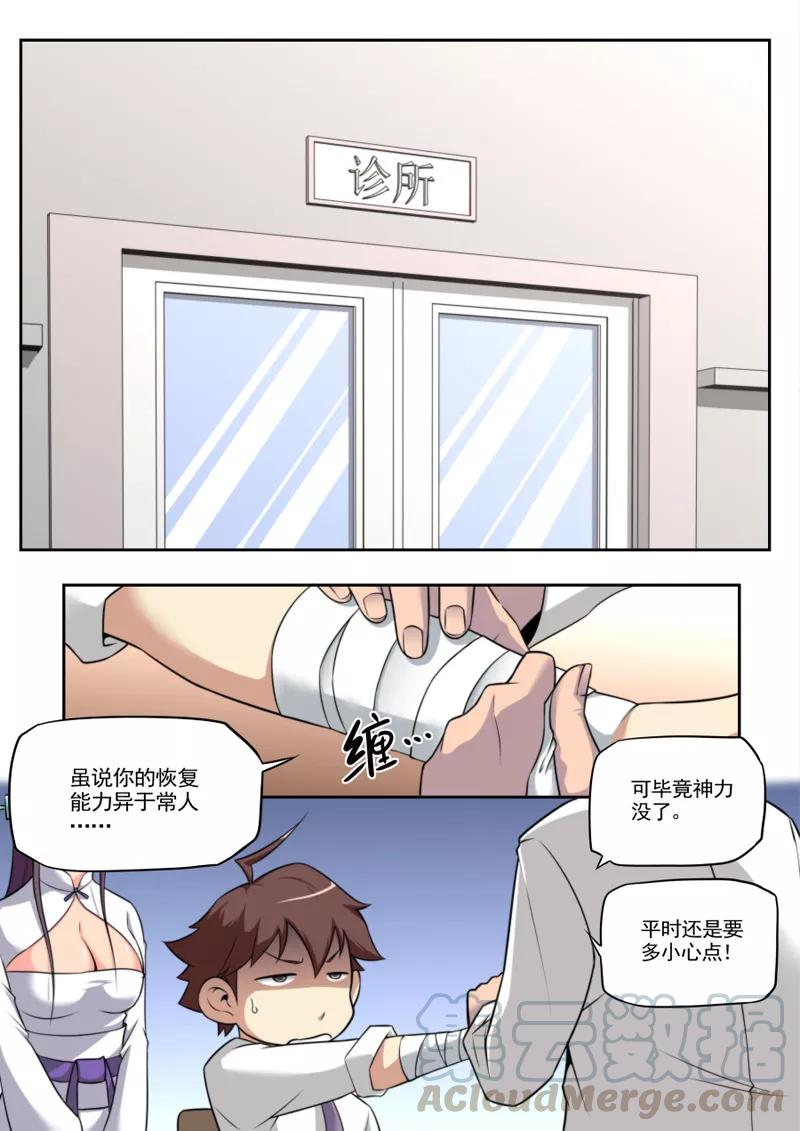 诊所
缠…
虽说你的恢复
能力异于常人
……
可毕竟神力
没了。
平时还是要
多小心点！
集云数据
AcloudMerge.com